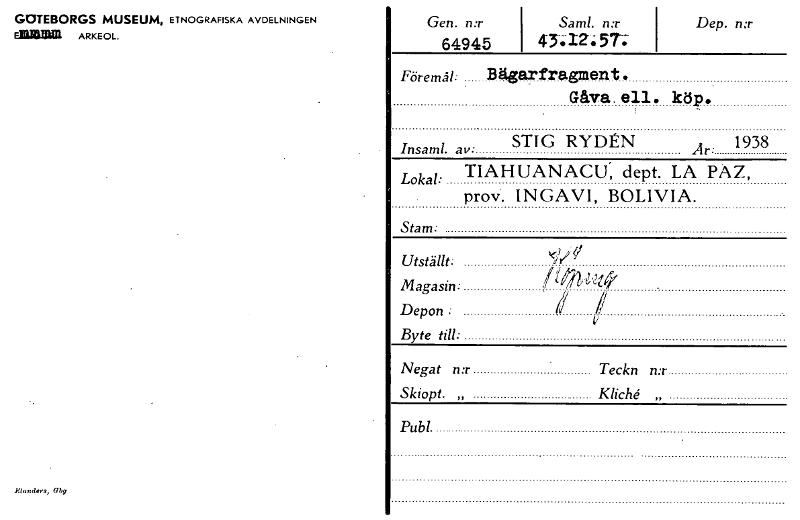 GÖTEBORGS MUSEUM, ETNOGRAFISKA AVDELNINGEN
ARKEOL.
Gen. n:r
64945
Saml. n:r
43.12.57.
Dep. n:r
Föremål: Bägarfragment.
Gåva ell. köp.
Insaml. av: STIG RYDÉN År: 1938
Lokal: TIAHUANACU, dept. LA PAZ,
prov. INGAVI, BOLIVIA.
Stam:
Utställt:
Magasin:
Depon :
Byte till:
Negat n:r Teckn n:r
Skiopt. „ Kliché „
Publ.
Elanders, Gbg